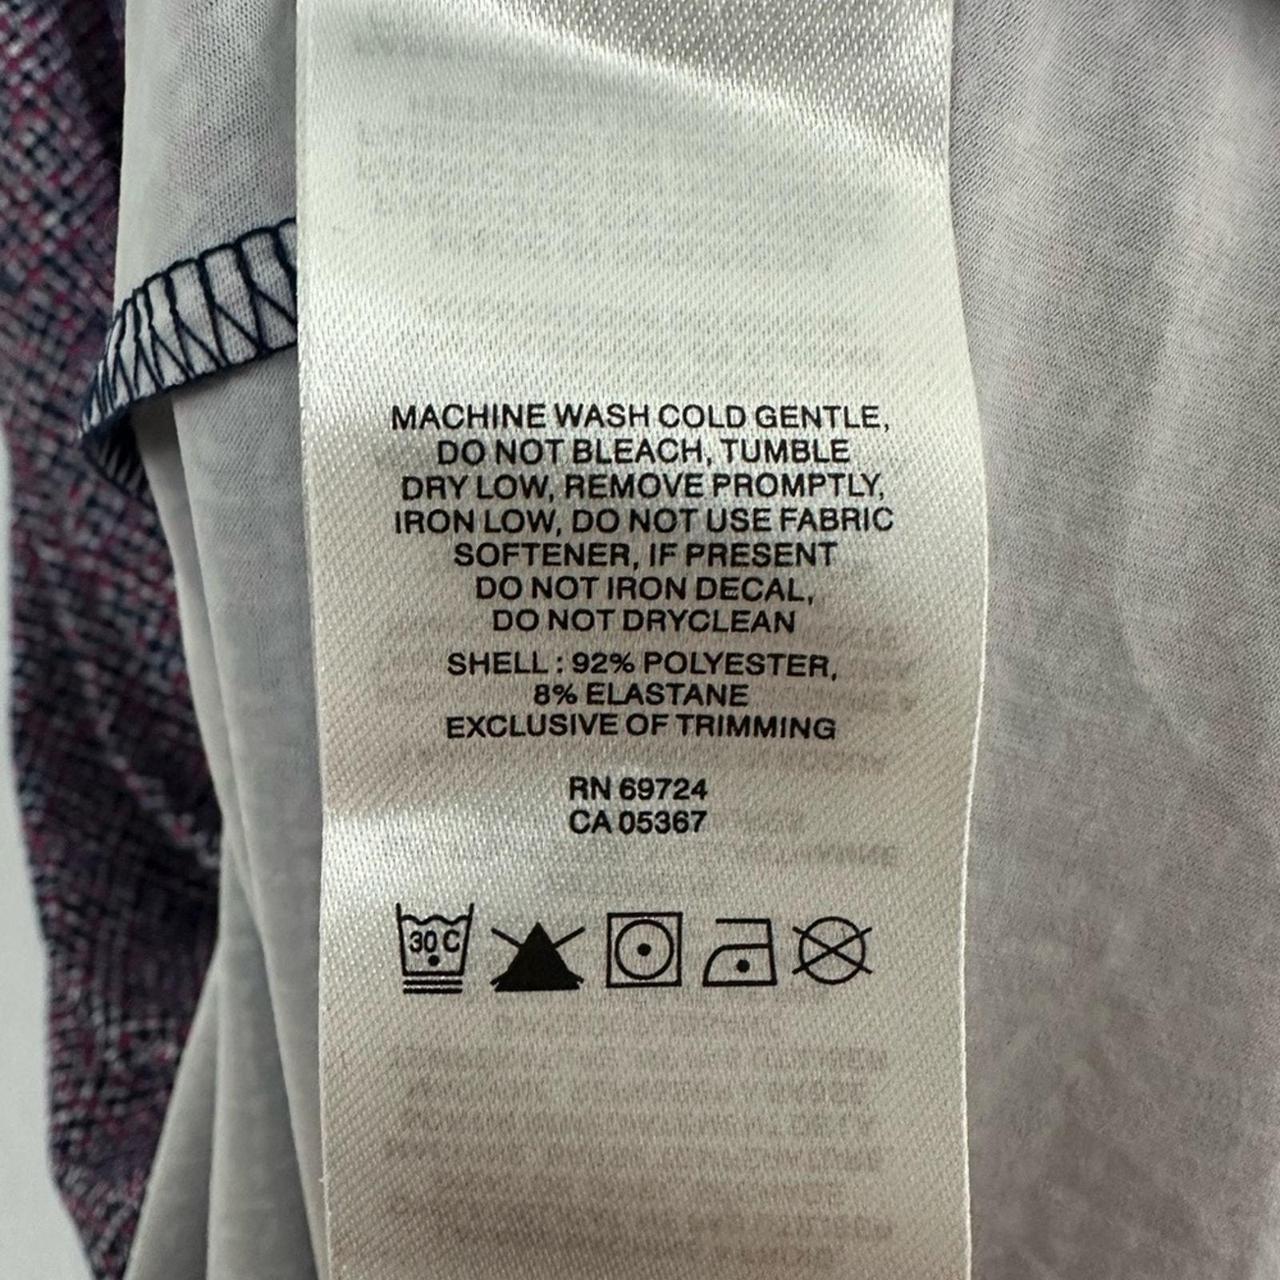 MACHINE WASH COLD GENTLE,
DO NOT BLEACH, TUMBLE
DRY LOW, REMOVE PROMPTLY,
IRON LOW, DO NOT USE FABRIC
SOFTENER, IF PRESENT
DO NOT IRON DECAL,
DO NOT DRYCLEAN
SHELL : 92% POLYESTER,
8% ELASTANE
EXCLUSIVE OF TRIMMING
RN 69724
CA 05367
30 C